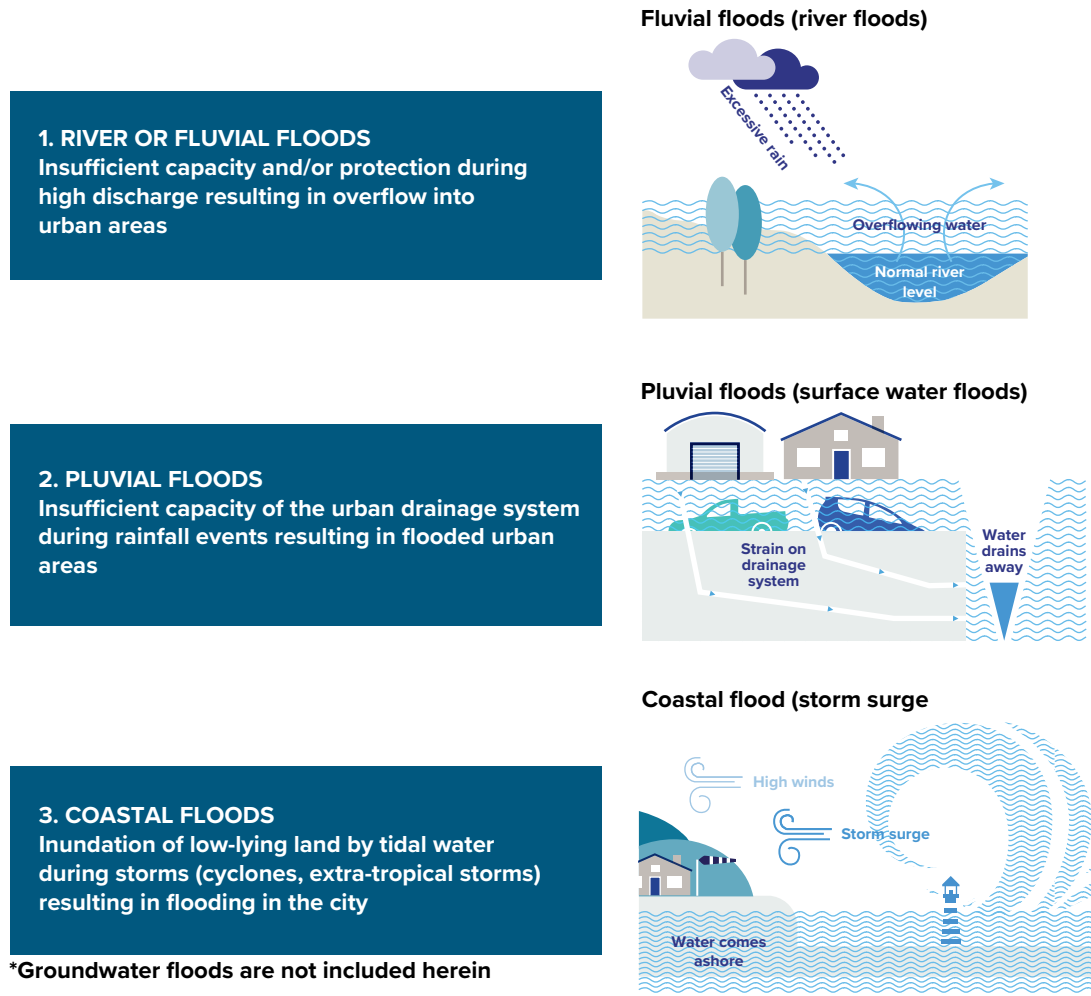 Fluvial floods (river floods)
1. RIVER OR FLUVIAL FLOODS
Insufficient capacity and/or protection during
high discharge resulting in overflow into
urban areas
Excessive rain
Overflowing water
Normal river
level
Pluvial floods (surface water floods)
2. PLUVIAL FLOODS
Insufficient capacity of the urban drainage system
during rainfall events resulting in flooded urban
areas
Strain on
drainage
system
Water
drains
away
Coastal flood (storm surge
3. COASTAL FLOODS
Inundation of low-lying land by tidal water
during storms (cyclones, extra-tropical storms)
resulting in flooding in the city
High winds
Storm surge
Water comes
ashore
*Groundwater floods are not included herein